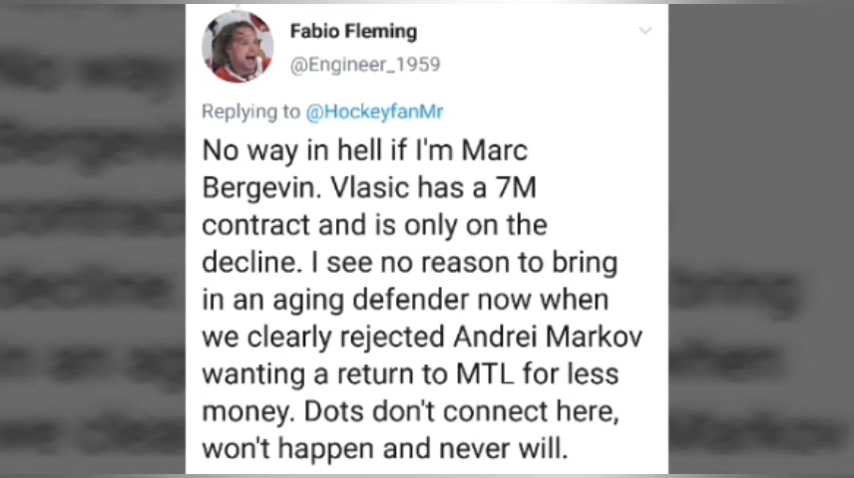 Fabio Fleming
@Engineer_1959
Replying to @HockeyfanMr
No way in hell if I'm Marc
Bergevin. Vlasic has a 7M
contract and is only on the
decline. I see no reason to bring
in an aging defender now when
we clearly rejected Andrei Markov
wanting a return to MTL for less
money. Dots don't connect here,
won't happen and never will.